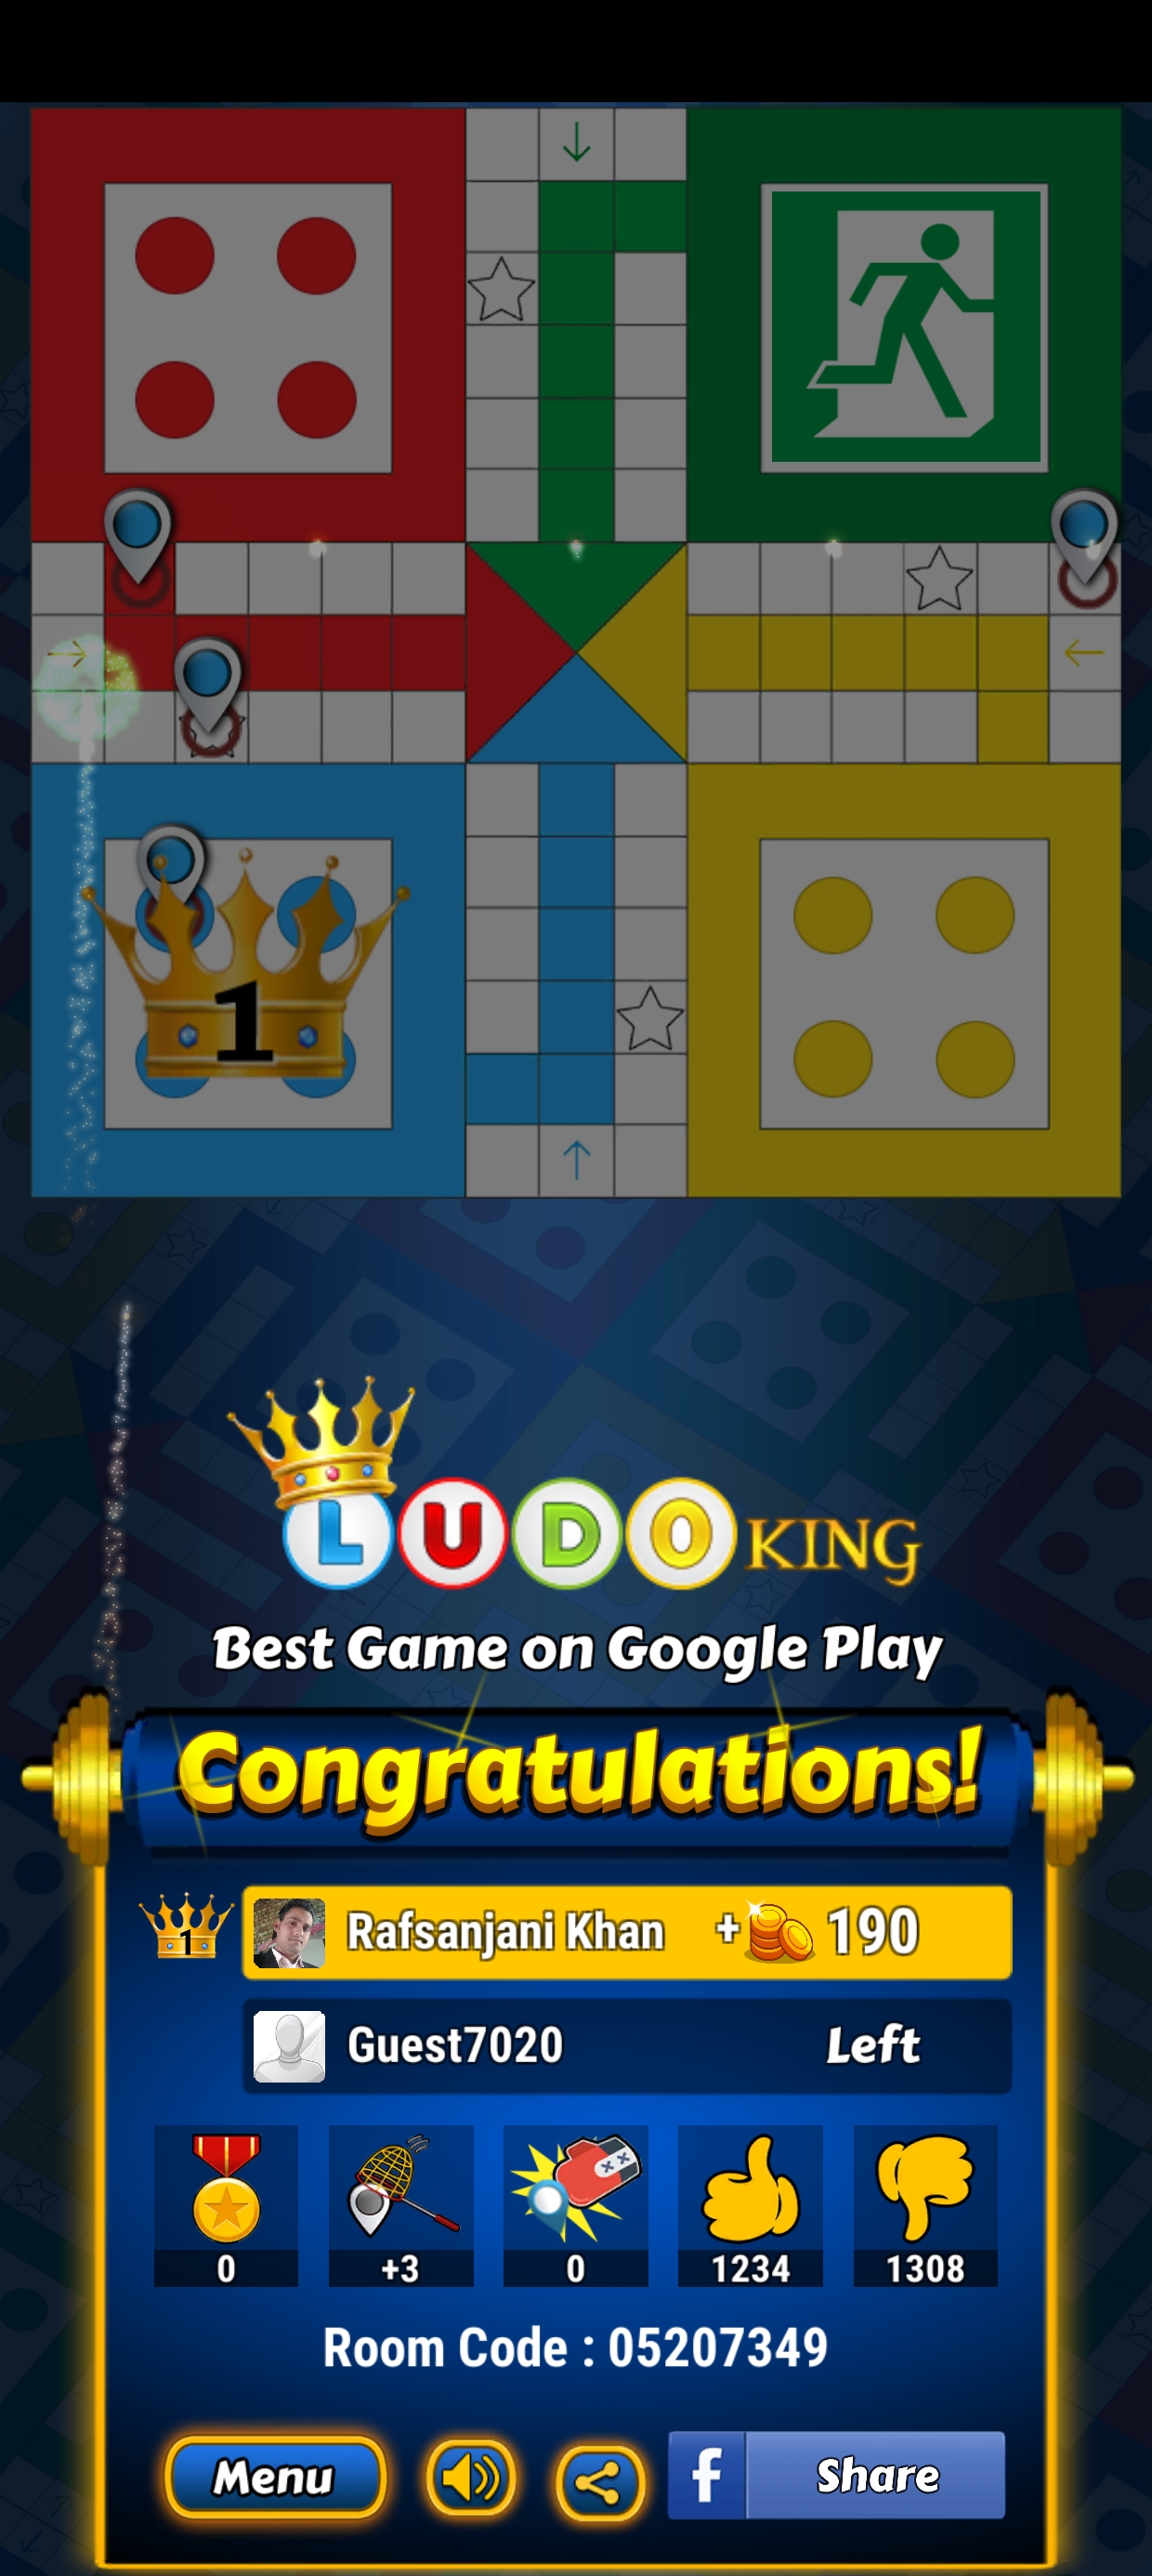 1
LUDO KING
Best Game on Google Play
Congratulations!
1 Rafsanjani Khan + 190
Guest7020 Left
0 +3 0 1234 1308
Room Code : 05207349
Menu f Share